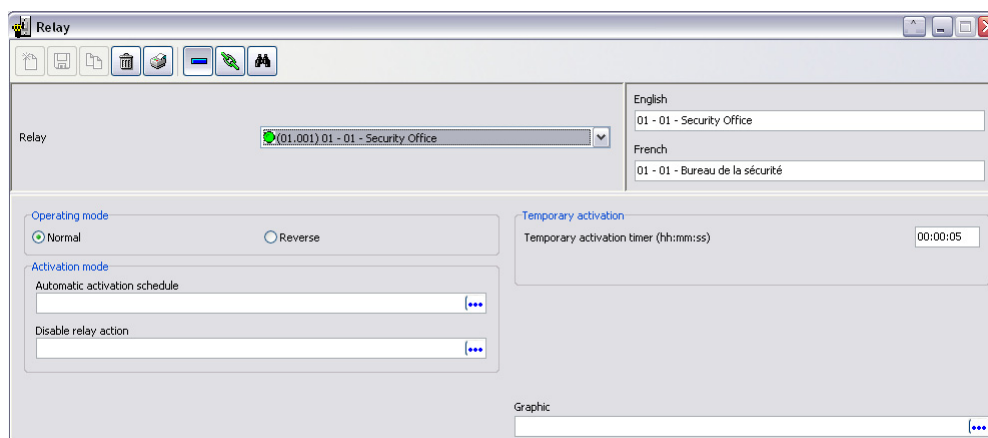 Relay
Relay
(01.001) 01 - 01 - Security Office
English
01 - 01 - Security Office
French
01 - 01 - Bureau de la sécurité
Operating mode
Normal
Reverse
Activation mode
Automatic activation schedule
Disable relay action
Temporary activation
Temporary activation timer (hh:mm:ss)
00:00:05
Graphic